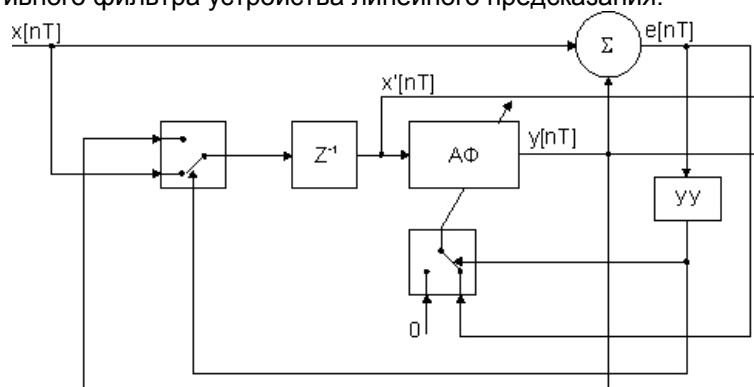 ивного фильтра устройства линейного предсказания.
x[nT]
Σ
e[nT]
x'[nT]
Z⁻¹
АФ
y[nT]
УУ
0